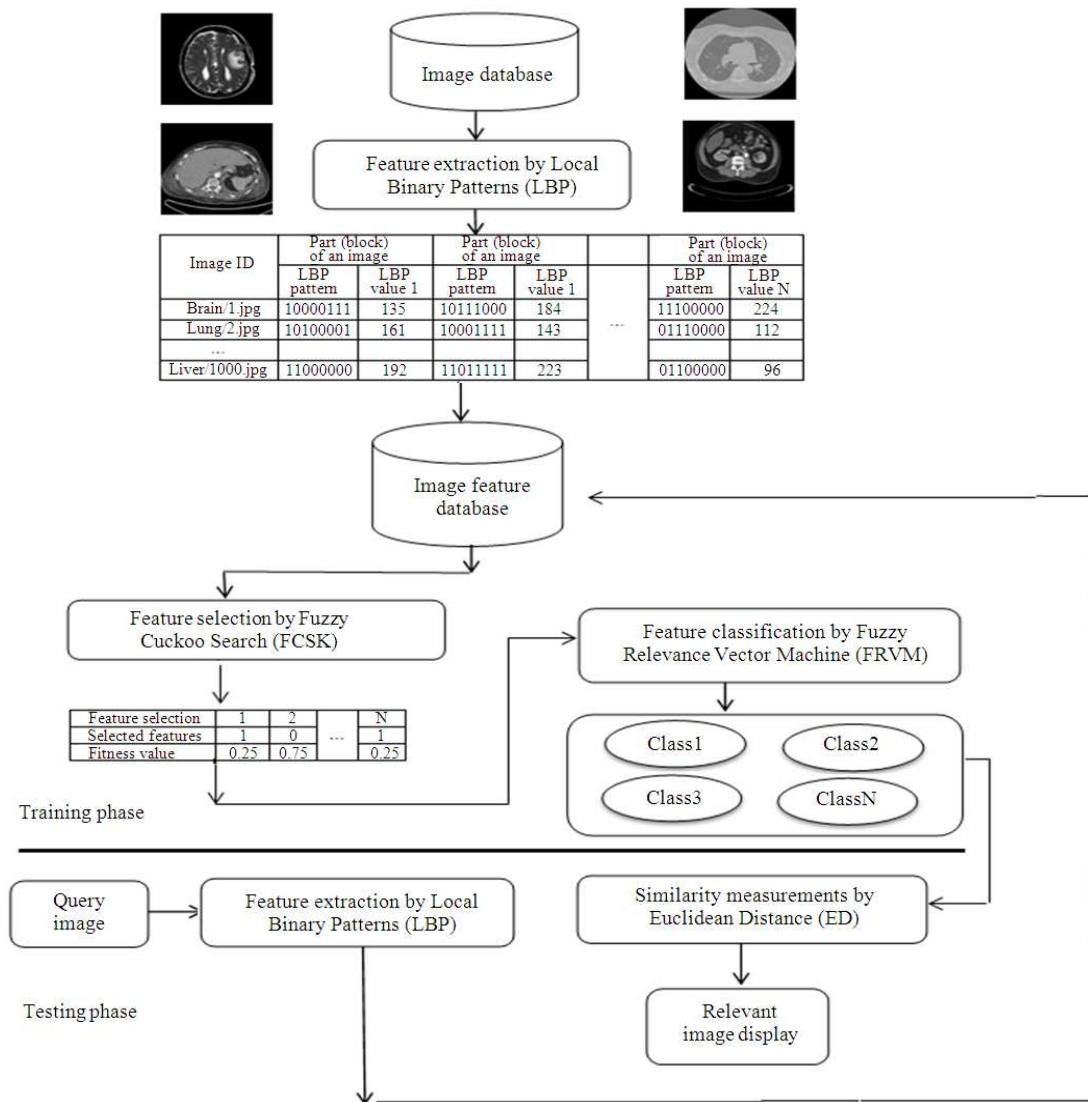 Image database
Feature extraction by Local
Binary Patterns (LBP)
Image ID
Part (block)
of an image
Part (block)
of an image
Part (block)
of an image
LBP
pattern
LBP
value 1
LBP
pattern
LBP
value 1
...
LBP
pattern
LBP
value N
Brain/1.jpg 10000111 135 10111000 184 11100000 224
Lung/2.jpg 10100001 161 10001111 143 01110000 112
...
Liver/1000.jpg 11000000 192 11011111 223 01100000 96
Image feature
database
Feature selection by Fuzzy
Cuckoo Search (FCSK)
Feature classification by Fuzzy
Relevance Vector Machine (FRVM)
Feature selection 1 2 N
Selected features 1 0 ... 1
Fitness value 0.25 0.75 0.25
Class1
Class2
Class3
ClassN
Training phase
Query
image
Feature extraction by Local
Binary Patterns (LBP)
Similarity measurements by
Euclidean Distance (ED)
Testing phase
Relevant
image display